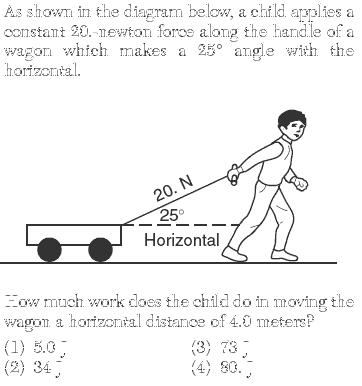 As shown in the diagram below, a child applies a
constant 20.-newton force along the handle of a
wagon which makes a 25° angle with the
horizontal.
20. N
25°
Horizontal
How much work does the child do in moving the
wagon a horizontal distance of 4.0 meters?
(1) 5.0 J (3) 73 J
(2) 34 J (4) 80. J